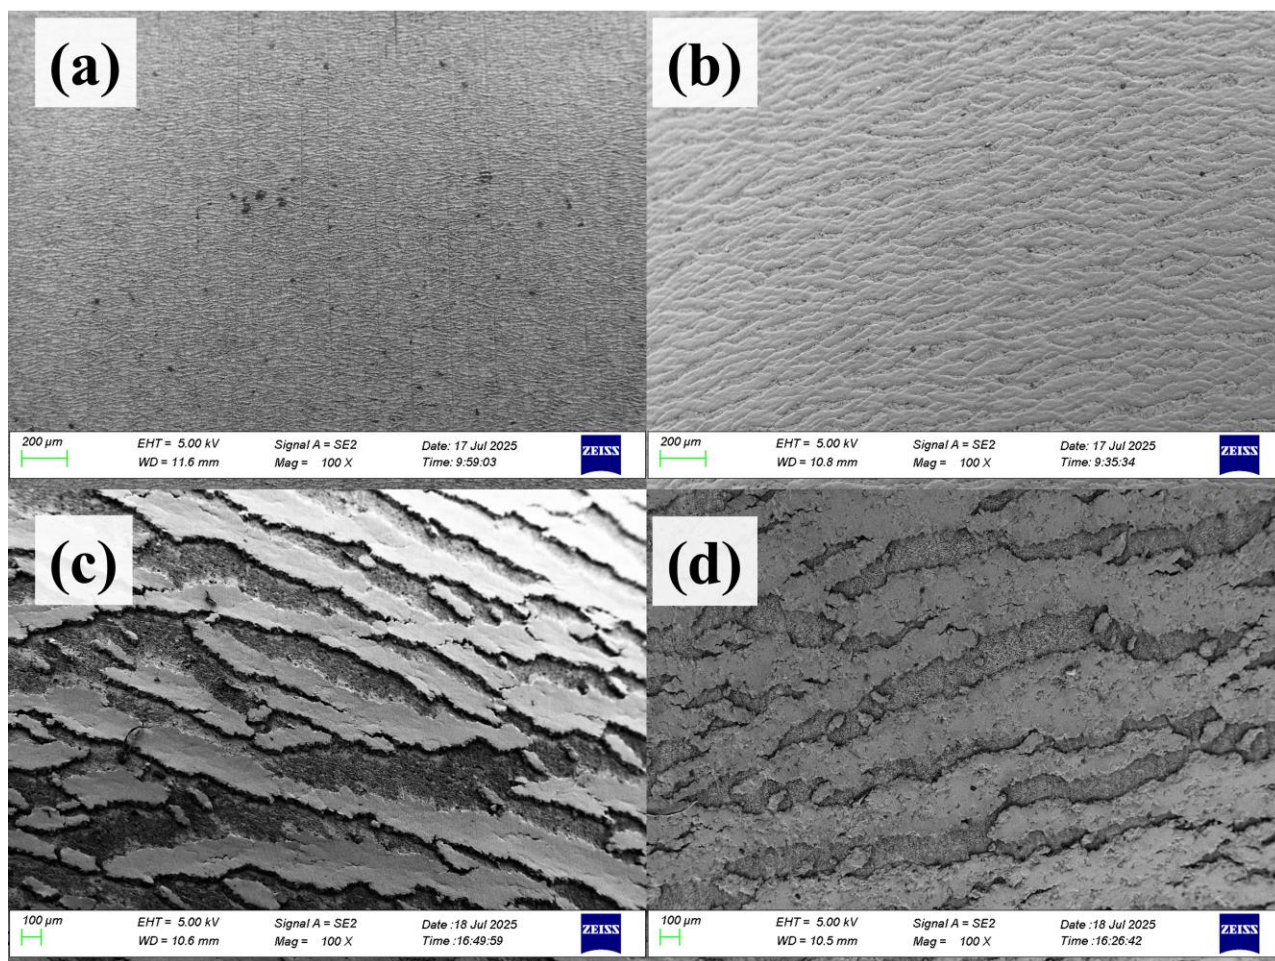 (a)
(b)
200 µm EHT = 5.00 kV Signal A = SE2 Date: 17 Jul 2025 ZEISS
WD = 11.6 mm Mag = 100 X Time: 9:59:03
200 µm EHT = 5.00 kV Signal A = SE2 Date: 17 Jul 2025 ZEISS
WD = 10.8 mm Mag = 100 X Time: 9:35:34
(c)
(d)
100 µm EHT = 5.00 kV Signal A = SE2 Date :18 Jul 2025 ZEISS
WD = 10.6 mm Mag = 100 X Time :16:49:59
100 µm EHT = 5.00 kV Signal A = SE2 Date :18 Jul 2025 ZEISS
WD = 10.5 mm Mag = 100 X Time :16:26:42